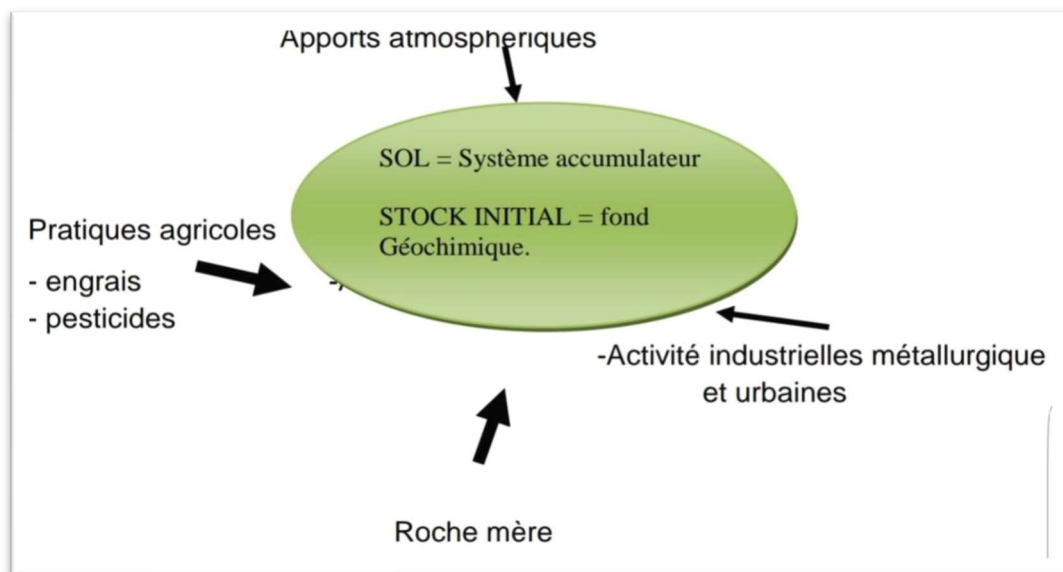 Apports atmosphériques
SOL = Système accumulateur
STOCK INITIAL = fond
Géochimique.
Pratiques agricoles
- engrais
- pesticides
-Activité industrielles métallurgique
et urbaines
Roche mère